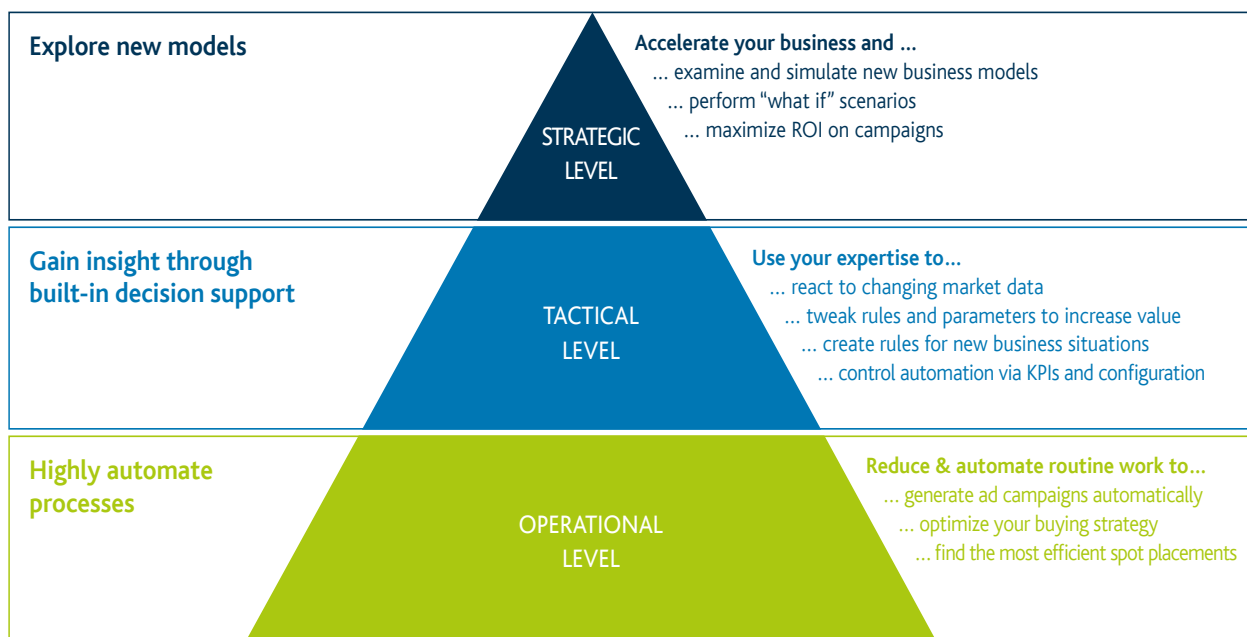 Explore new models
Accelerate your business and ...
... examine and simulate new business models
... perform “what if” scenarios
... maximize ROI on campaigns
STRATEGIC
LEVEL
Gain insight through
built-in decision support
Use your expertise to...
... react to changing market data
... tweak rules and parameters to increase value
... create rules for new business situations
... control automation via KPIs and configuration
TACTICAL
LEVEL
Highly automate
processes
Reduce & automate routine work to...
... generate ad campaigns automatically
... optimize your buying strategy
... find the most efficient spot placements
OPERATIONAL
LEVEL